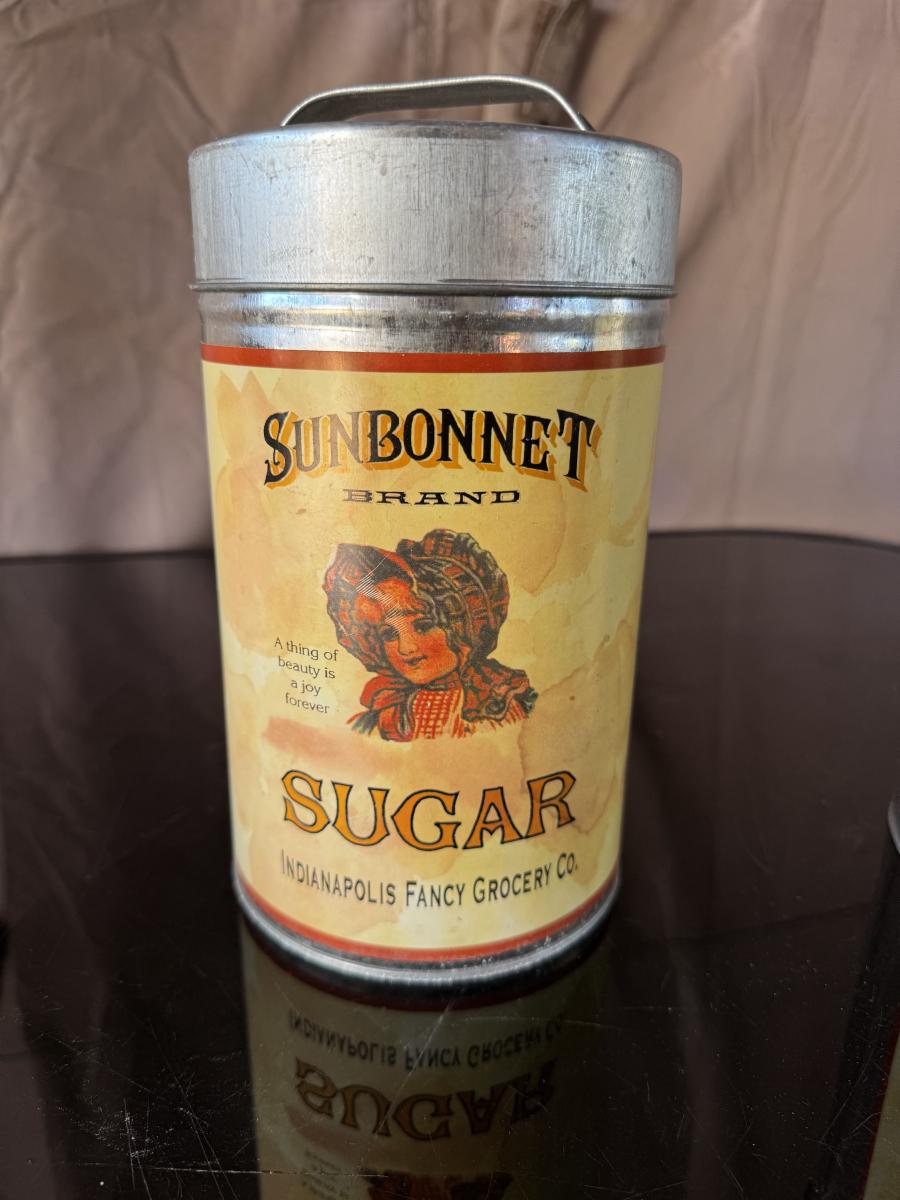 SUNBONNET
BRAND
A thing of
beauty is
a joy
forever
SUGAR
INDIANAPOLIS FANCY GROCERY CO.